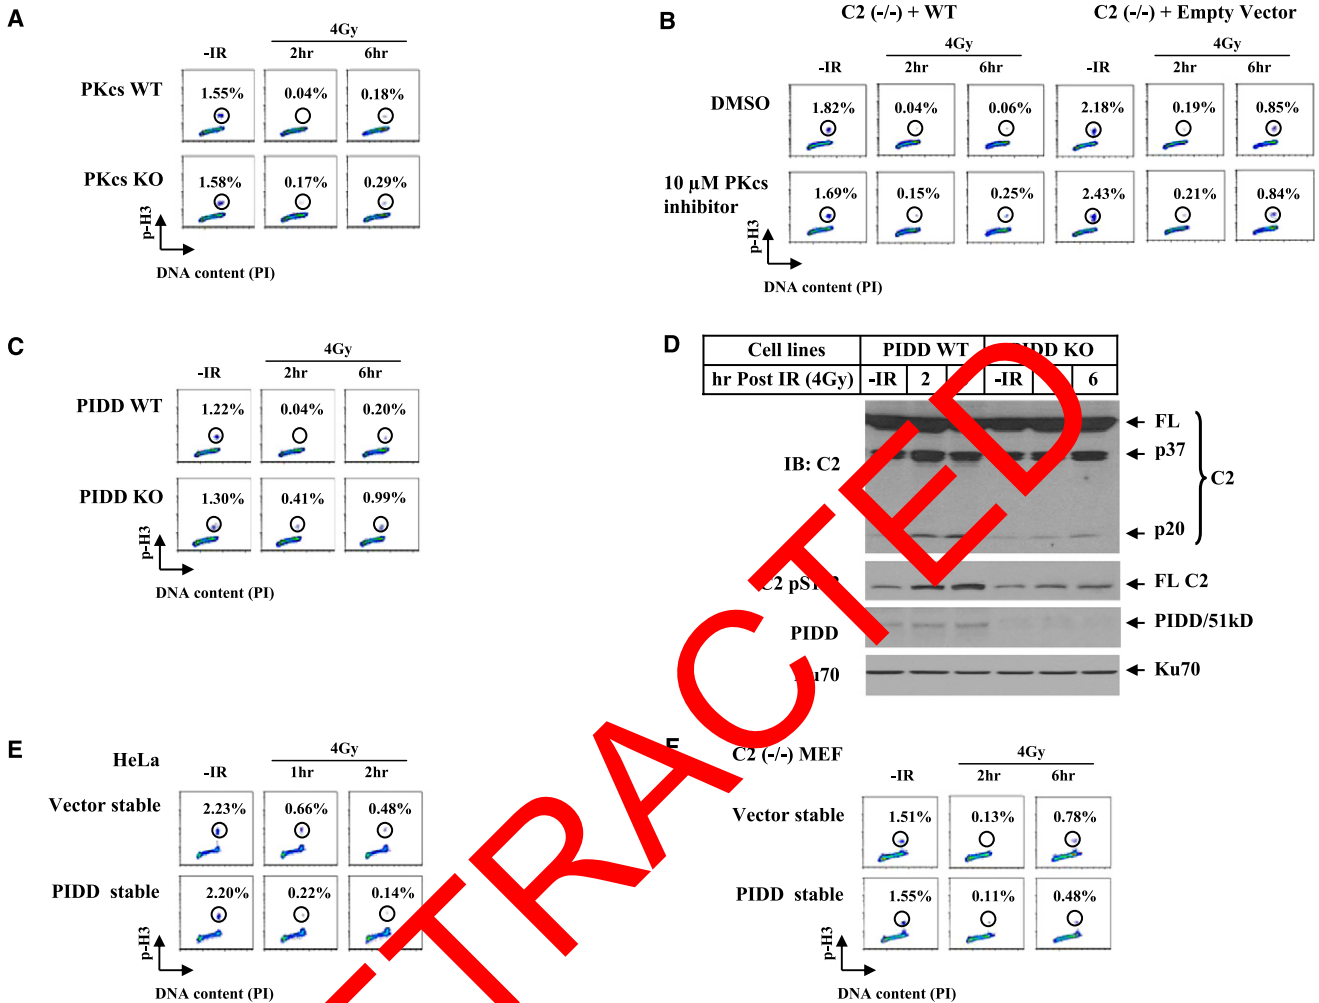 A
4Gy
-IR 2hr 6hr
PKcs WT 1.55% 0.04% 0.18%
PKcs KO 1.58% 0.17% 0.29%
p-H3
DNA content (PI)
B
C2 (-/-) + WT C2 (-/-) + Empty Vector
4Gy 4Gy
-IR 2hr 6hr -IR 2hr 6hr
DMSO 1.82% 0.04% 0.06% 2.18% 0.19% 0.85%
10 µM PKcs
inhibitor 1.69% 0.15% 0.25% 2.43% 0.21% 0.84%
p-H3
DNA content (PI)
C
4Gy
-IR 2hr 6hr
PIDD WT 1.22% 0.04% 0.20%
PIDD KO 1.30% 0.41% 0.99%
p-H3
DNA content (PI)
D
Cell lines PIDD WT PIDD KO
hr Post IR (4Gy) -IR 2 -IR 6
FL
IB: C2 p37
C2
p20
C2 FL C2
PIDD PIDD/51kD
Ku70 Ku70
E
HeLa 4Gy
-IR 1hr 2hr
Vector stable 2.23% 0.66% 0.48%
PIDD stable 2.20% 0.22% 0.14%
p-H3
DNA content (PI)
F
C2 (-/-) MEF 4Gy
-IR 2hr 6hr
Vector stable 1.51% 0.13% 0.78%
PIDD stable 1.55% 0.11% 0.48%
p-H3
DNA content (PI)
TRACTED